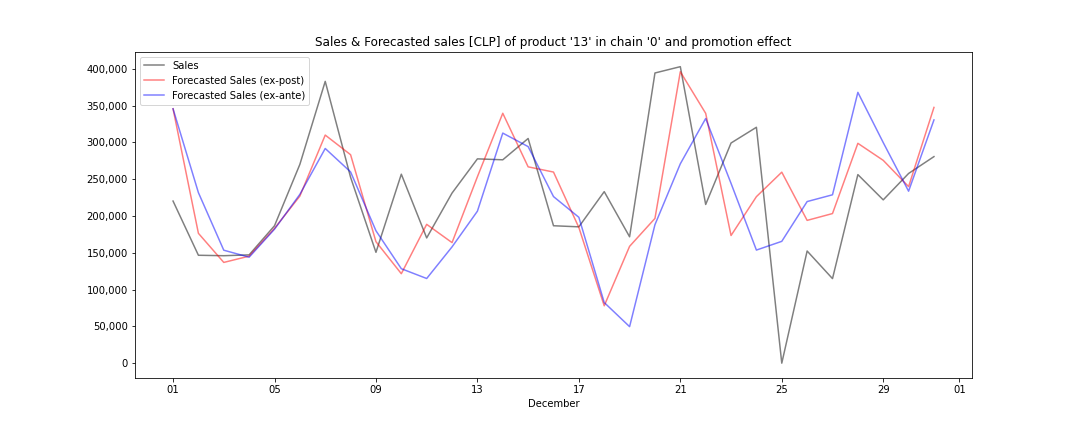 Sales & Forecasted sales [CLP] of product '13' in chain '0' and promotion effect
Sales
Forecasted Sales (ex-post)
Forecasted Sales (ex-ante)
400,000
350,000
300,000
250,000
200,000
150,000
100,000
50,000
0
01 05 09 13 17 21 25 29 01
December